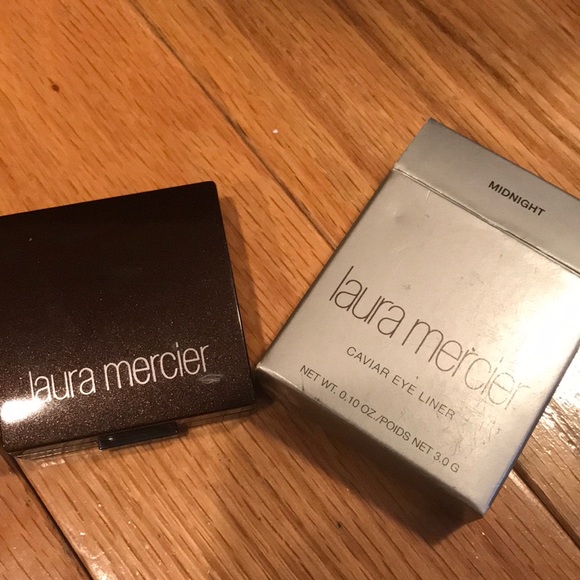 laura mercier
MIDNIGHT
laura mercier
CAVIAR EYE LINER
NET WT. 0.10 OZ./POIDS NET 3.0 G